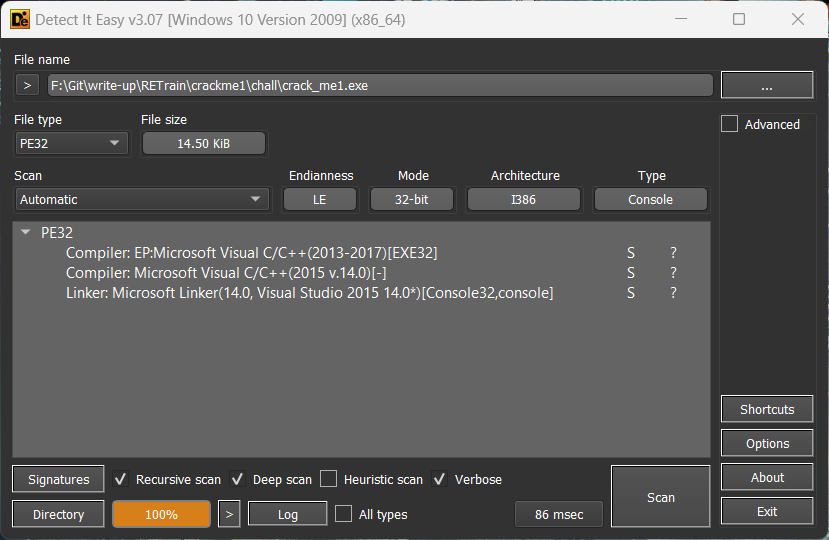 Detect It Easy v3.07 [Windows 10 Version 2009] (x86_64)
File name
> F:\Git\write-up\RETrain\crackme1\chall\crack_me1.exe ...
File type File size Advanced
PE32 14.50 KiB
Scan Endianness Mode Architecture Type
Automatic LE 32-bit I386 Console
PE32
Compiler: EP:Microsoft Visual C/C++(2013-2017)[EXE32] S ?
Compiler: Microsoft Visual C/C++(2015 v.14.0)[-] S ?
Linker: Microsoft Linker(14.0, Visual Studio 2015 14.0*)[Console32,console] S ?
Shortcuts
Options
Signatures Recursive scan Deep scan Heuristic scan Verbose Scan About
Directory 100% > Log All types 86 msec Exit